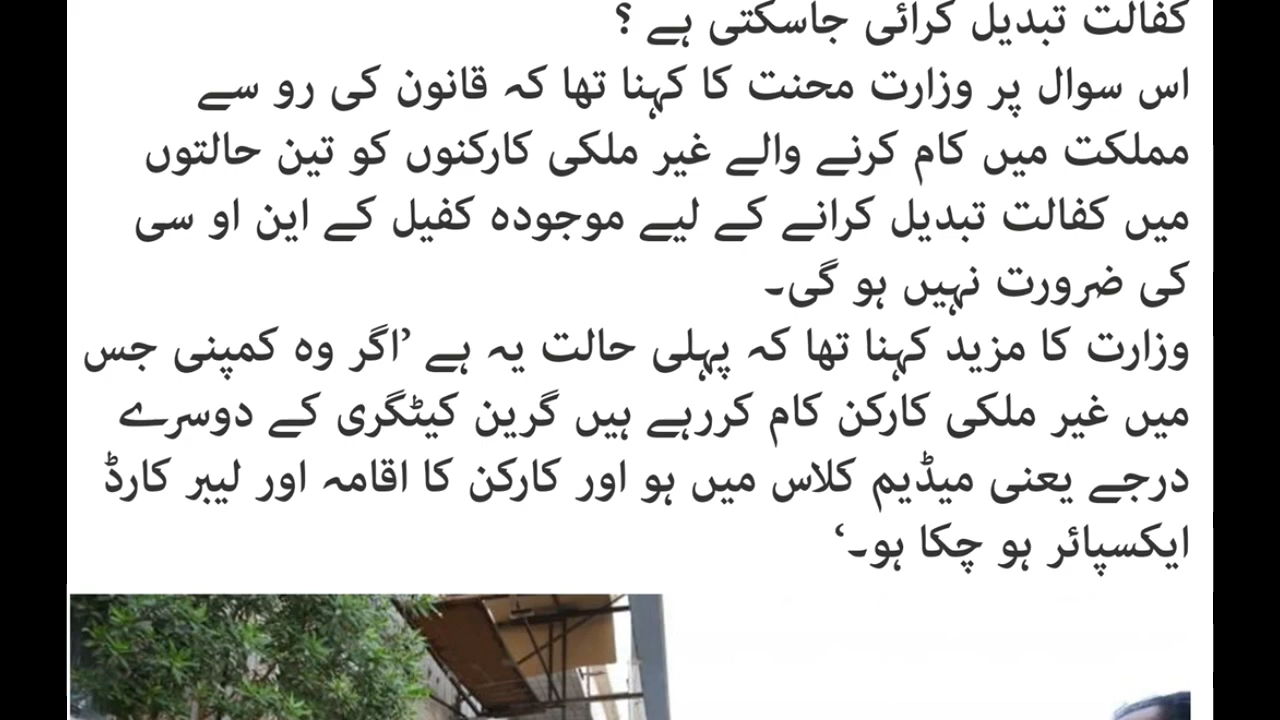 کفالت تبدیل کرائی جاسکتی ہے ؟
اس سوال پر وزارت محنت کا کہنا تھا کہ قانون کی رو سے
مملکت میں کام کرنے والے غیر ملکی کارکنوں کو تین حالتوں
میں کفالت تبدیل کرانے کے لیے موجودہ کفیل کے این او سی
کی ضرورت نہیں ہو گی۔
وزارت کا مزید کہنا تھا کہ پہلی حالت یہ ہے ’اگر وہ کمپنی جس
میں غیر ملکی کارکن کام کررہے ہیں گرین کیٹگری کے دوسرے
درجے یعنی میڈیم کلاس میں ہو اور کارکن کا اقامہ اور لیبر کارڈ
ایکسپائر ہو چکا ہو۔‘